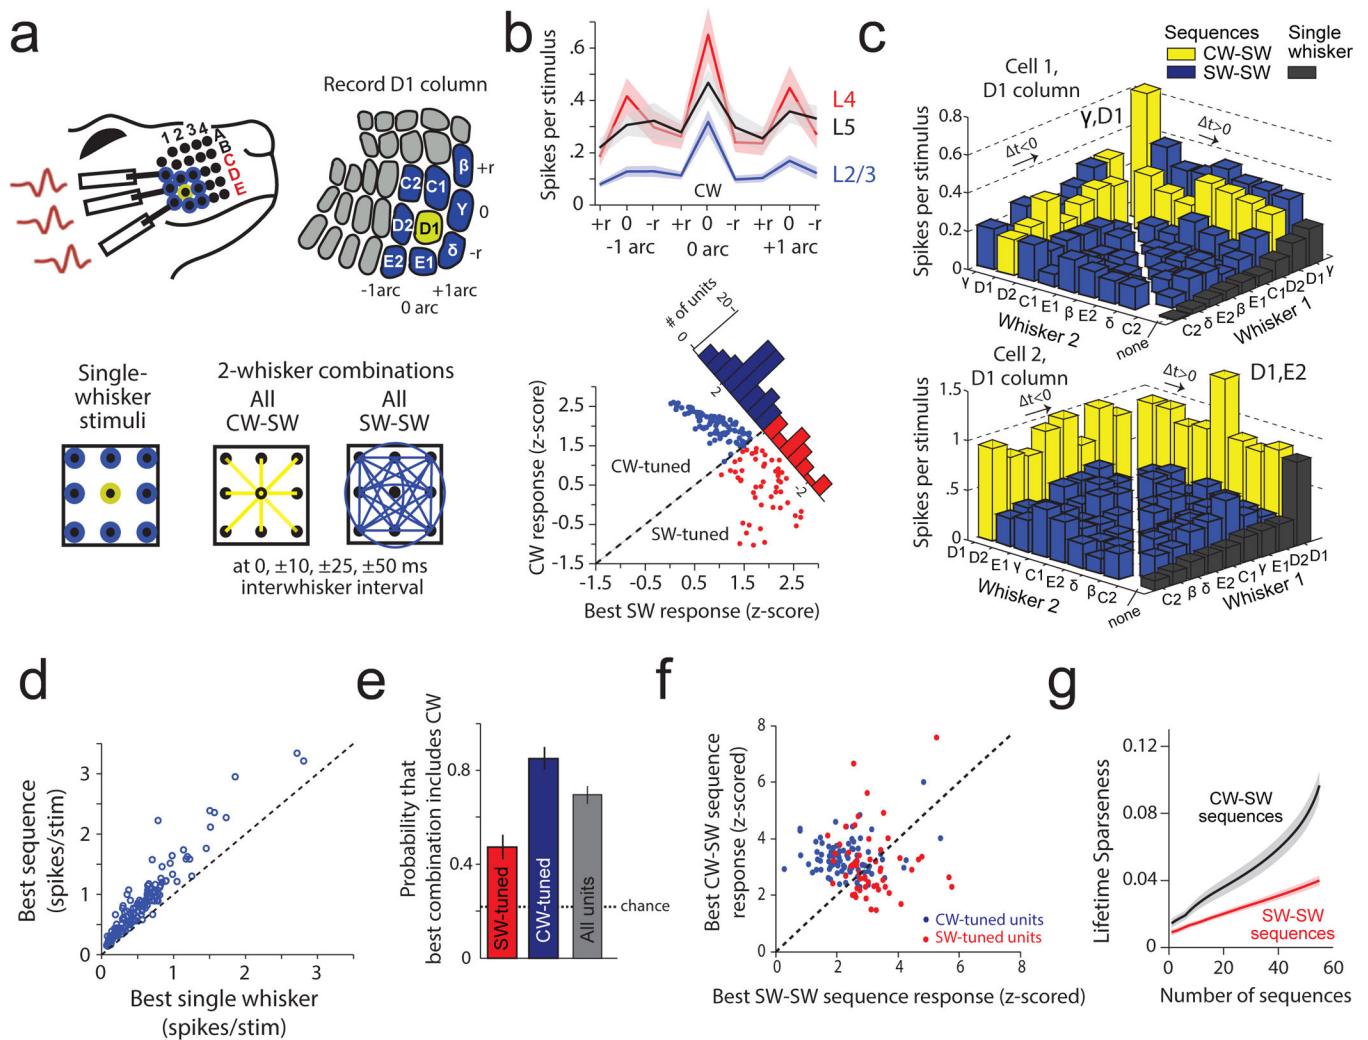 a
Record D1 column
1 2 3 4
A
B
C
D
E
β
C2
C1
+r
γ
0
D2
D1
δ
-r
E2
E1
-1arc
+1arc
0 arc
Single-
whisker
stimuli
2-whisker combinations
All
CW-SW
All
SW-SW
at 0, ±10, ±25, ±50 ms
interwhisker interval
b
Spikes per stimulus
.6
.4
.2
0
L4
L5
L2/3
CW
+r 0 -r +r 0 -r +r 0 -r
-1 arc
0 arc
+1 arc
# of units
0
20
2
-2
CW response (z-score)
2.5
1.5
0.5
-0.5
-1.5
CW-tuned
SW-tuned
-1.5 -0.5 0.5 1.5 2.5
Best SW response (z-score)
c
Sequences
CW-SW
SW-SW
Single
whisker
Cell 1,
D1 column
γ,D1
Δt<0
Δt>0
Spikes per stimulus
0.8
0.6
0.4
0.2
0
γ D1 D2 C1 E1 β E2 δ C2
Whisker 2
none
C2 δ E2 β E1 C1 D2 D1 γ
Whisker 1
Cell 2,
D1 column
D1,E2
Δt<0
Δt>0
Spikes per stimulus
1.5
1
.5
0
D1 D2 E1 γ C1 E2 δ β C2
Whisker 2
none
C2 β δ E2 C1 γ E1 D2 D1
Whisker 1
d
Best sequence
(spikes/stim)
3
2
1
0
0 1 2 3
Best single whisker
(spikes/stim)
e
Probability that
best combination includes CW
0.8
0.4
0
SW-tuned
CW-tuned
All units
chance
f
Best CW-SW sequence
response (z-scored)
8
6
4
2
0
CW-tuned units
SW-tuned units
0 2 4 6 8
Best SW-SW sequence response (z-scored)
g
Lifetime Sparseness
0.12
0.08
0.04
0
CW-SW
sequences
SW-SW
sequences
0 20 40 60
Number of sequences